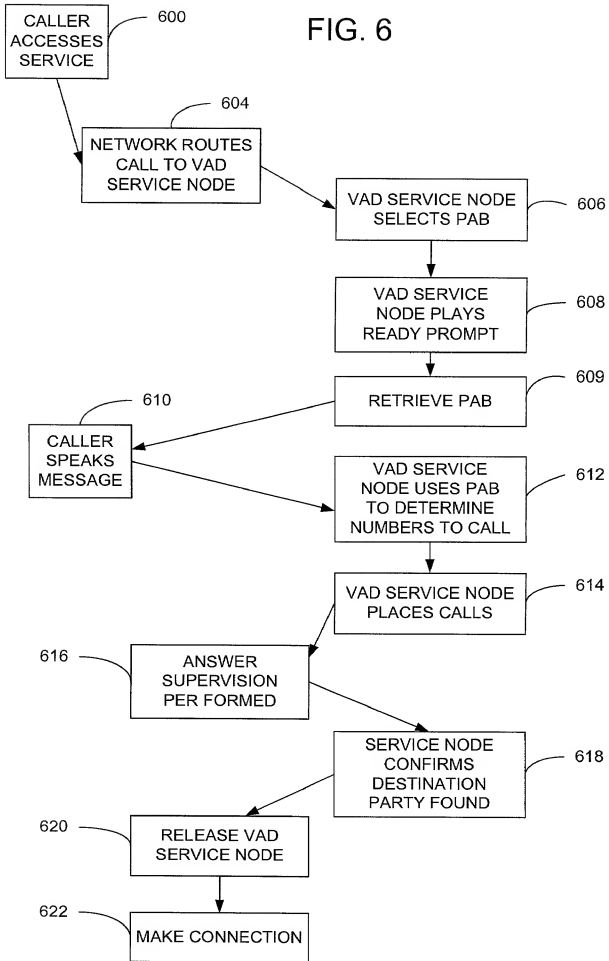 CALLER
ACCESSES
SERVICE
600
FIG. 6
604
NETWORK ROUTES
CALL TO VAD
SERVICE NODE
VAD SERVICE NODE
SELECTS PAB
606
VAD SERVICE
NODE PLAYS
READY PROMPT
608
RETRIEVE PAB
609
610
CALLER
SPEAKS
MESSAGE
VAD SERVICE
NODE USES PAB
TO DETERMINE
NUMBERS TO CALL
612
VAD SERVICE NODE
PLACES CALLS
614
616
ANSWER
SUPERVISION
PER FORMED
SERVICE NODE
CONFIRMS
DESTINATION
PARTY FOUND
618
620
RELEASE VAD
SERVICE NODE
622
MAKE CONNECTION